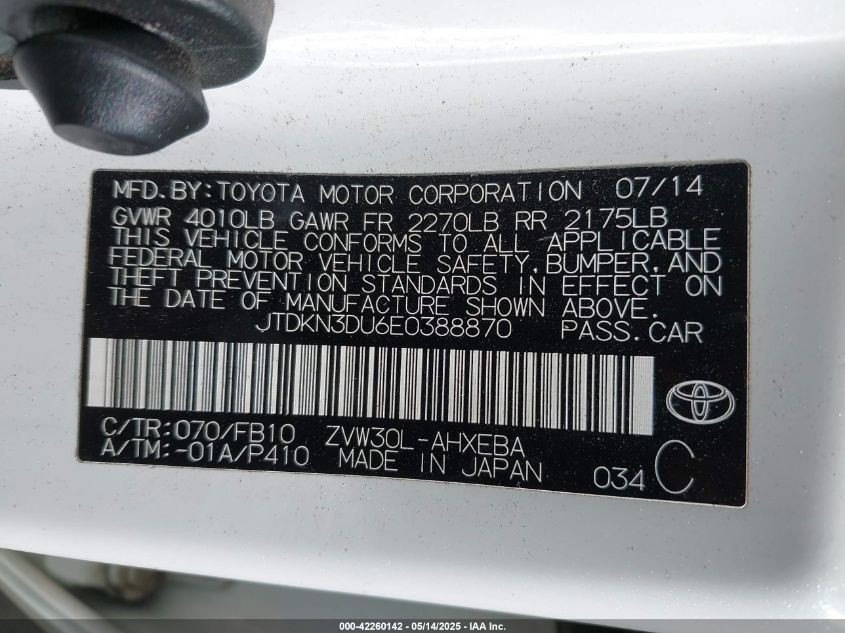 MFD.BY:TOYOTA MOTOR CORPORATION 07/14
GVWR 4010LB GAWR FR 2270LB RR 2175LB
THIS VEHICLE CONFORMS TO ALL APPLICABLE
FEDERAL MOTOR VEHICLE SAFETY,BUMPER,AND
THEFT PREVENTION STANDARDS IN EFFECT ON
THE DATE OF MANUFACTURE SHOWN ABOVE.
JTDKN3DU6E0388870 PASS.CAR
C/TR:070/FB10 ZVW30L-AHXEBA
A/TM:-01A/P410 MADE IN JAPAN
034 C
000-42260142 — 05/14/2025 — IAA Inc.